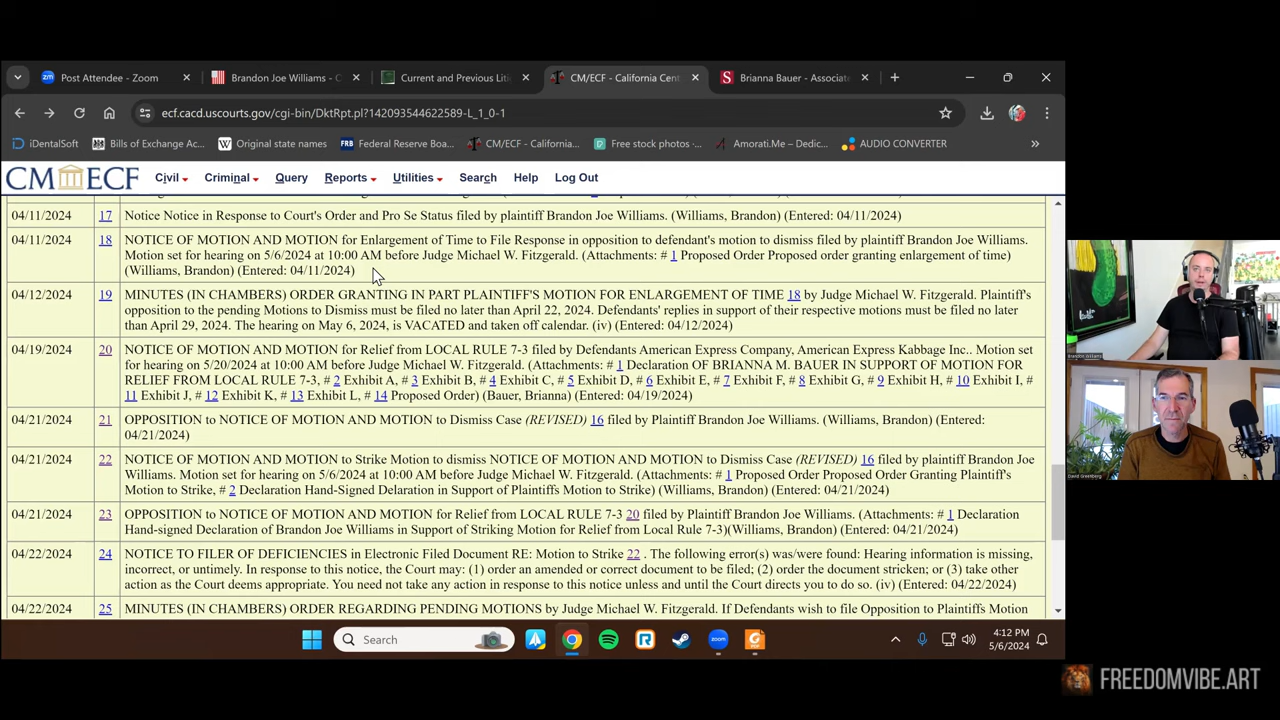 Post Attendee - Zoom
Brandon Joe Williams - C
Current and Previous Liti
CM/ECF - California Cent
Brianna Bauer - Associate
ecf.cacd.uscourts.gov/cgi-bin/DktRpt.pl?142093544622589-L_1_0-1
iDentalSoft
Bills of Exchange Ac...
Original state names
FRB
Federal Reserve Boa...
CM/ECF - California...
Free stock photos -...
Amorati.Me – Dedic...
AUDIO CONVERTER
CM ECF
Civil
Criminal
Query
Reports
Utilities
Search
Help
Log Out
04/11/2024 17 Notice Notice in Response to Court's Order and Pro Se Status filed by plaintiff Brandon Joe Williams. (Williams, Brandon) (Entered: 04/11/2024)
04/11/2024 18 NOTICE OF MOTION AND MOTION for Enlargement of Time to File Response in opposition to defendant's motion to dismiss filed by plaintiff Brandon Joe Williams.
Motion set for hearing on 5/6/2024 at 10:00 AM before Judge Michael W. Fitzgerald. (Attachments: # 1 Proposed Order Proposed order granting enlargement of time)
(Williams, Brandon) (Entered: 04/11/2024)
04/12/2024 19 MINUTES (IN CHAMBERS) ORDER GRANTING IN PART PLAINTIFF'S MOTION FOR ENLARGEMENT OF TIME 18 by Judge Michael W. Fitzgerald. Plaintiff's
opposition to the pending Motions to Dismiss must be filed no later than April 22, 2024. Defendants' replies in support of their respective motions must be filed no later
than April 29, 2024. The hearing on May 6, 2024, is VACATED and taken off calendar. (iv) (Entered: 04/12/2024)
04/19/2024 20 NOTICE OF MOTION AND MOTION for Relief from LOCAL RULE 7-3 filed by Defendants American Express Company, American Express Kabbage Inc.. Motion set
for hearing on 5/20/2024 at 10:00 AM before Judge Michael W. Fitzgerald. (Attachments: # 1 Declaration OF BRIANNA M. BAUER IN SUPPORT OF MOTION FOR
RELIEF FROM LOCAL RULE 7-3, # 2 Exhibit A, # 3 Exhibit B, # 4 Exhibit C, # 5 Exhibit D, # 6 Exhibit E, # 7 Exhibit F, # 8 Exhibit G, # 9 Exhibit H, # 10 Exhibit I, #
11 Exhibit J, # 12 Exhibit K, # 13 Exhibit L, # 14 Proposed Order) (Bauer, Brianna) (Entered: 04/19/2024)
04/21/2024 21 OPPOSITION to NOTICE OF MOTION AND MOTION to Dismiss Case (REVISED) 16 filed by Plaintiff Brandon Joe Williams. (Williams, Brandon) (Entered:
04/21/2024)
04/21/2024 22 NOTICE OF MOTION AND MOTION to Strike Motion to dismiss NOTICE OF MOTION AND MOTION to Dismiss Case (REVISED) 16 filed by plaintiff Brandon Joe
Williams. Motion set for hearing on 5/6/2024 at 10:00 AM before Judge Michael W. Fitzgerald. (Attachments: # 1 Proposed Order Proposed Order Granting Plaintiff's
Motion to Strike, # 2 Declaration Hand-Signed Delaration in Support of Plaintiffs Motion to Strike) (Williams, Brandon) (Entered: 04/21/2024)
04/21/2024 23 OPPOSITION to NOTICE OF MOTION AND MOTION for Relief from LOCAL RULE 7-3 20 filed by Plaintiff Brandon Joe Williams. (Attachments: # 1 Declaration
Hand-signed Declaration of Brandon Joe Williams in Support of Striking Motion for Relief from Local Rule 7-3)(Williams, Brandon) (Entered: 04/21/2024)
04/22/2024 24 NOTICE TO FILER OF DEFICIENCIES in Electronic Filed Document RE: Motion to Strike 22 . The following error(s) was/were found: Hearing information is missing,
incorrect, or untimely. In response to this notice, the Court may: (1) order an amended or correct document to be filed; (2) order the document stricken; or (3) take other
action as the Court deems appropriate. You need not take any action in response to this notice unless and until the Court directs you to do so. (iv) (Entered: 04/22/2024)
04/22/2024 25 MINUTES (IN CHAMBERS) ORDER REGARDING PENDING MOTIONS by Judge Michael W. Fitzgerald. If Defendants wish to file Opposition to Plaintiff's Motion
Search
4:12 PM
5/6/2024
Brandon Williams
David Greenberg
FREEDOMVIBE.ART